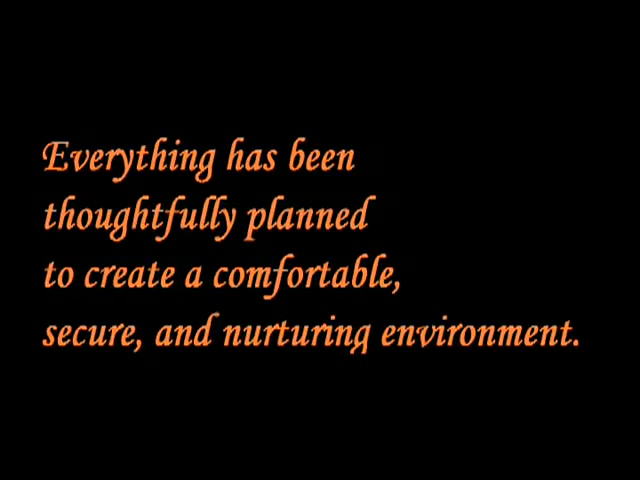 Everything has been
thoughtfully planned
to create a comfortable,
secure, and nurturing environment.